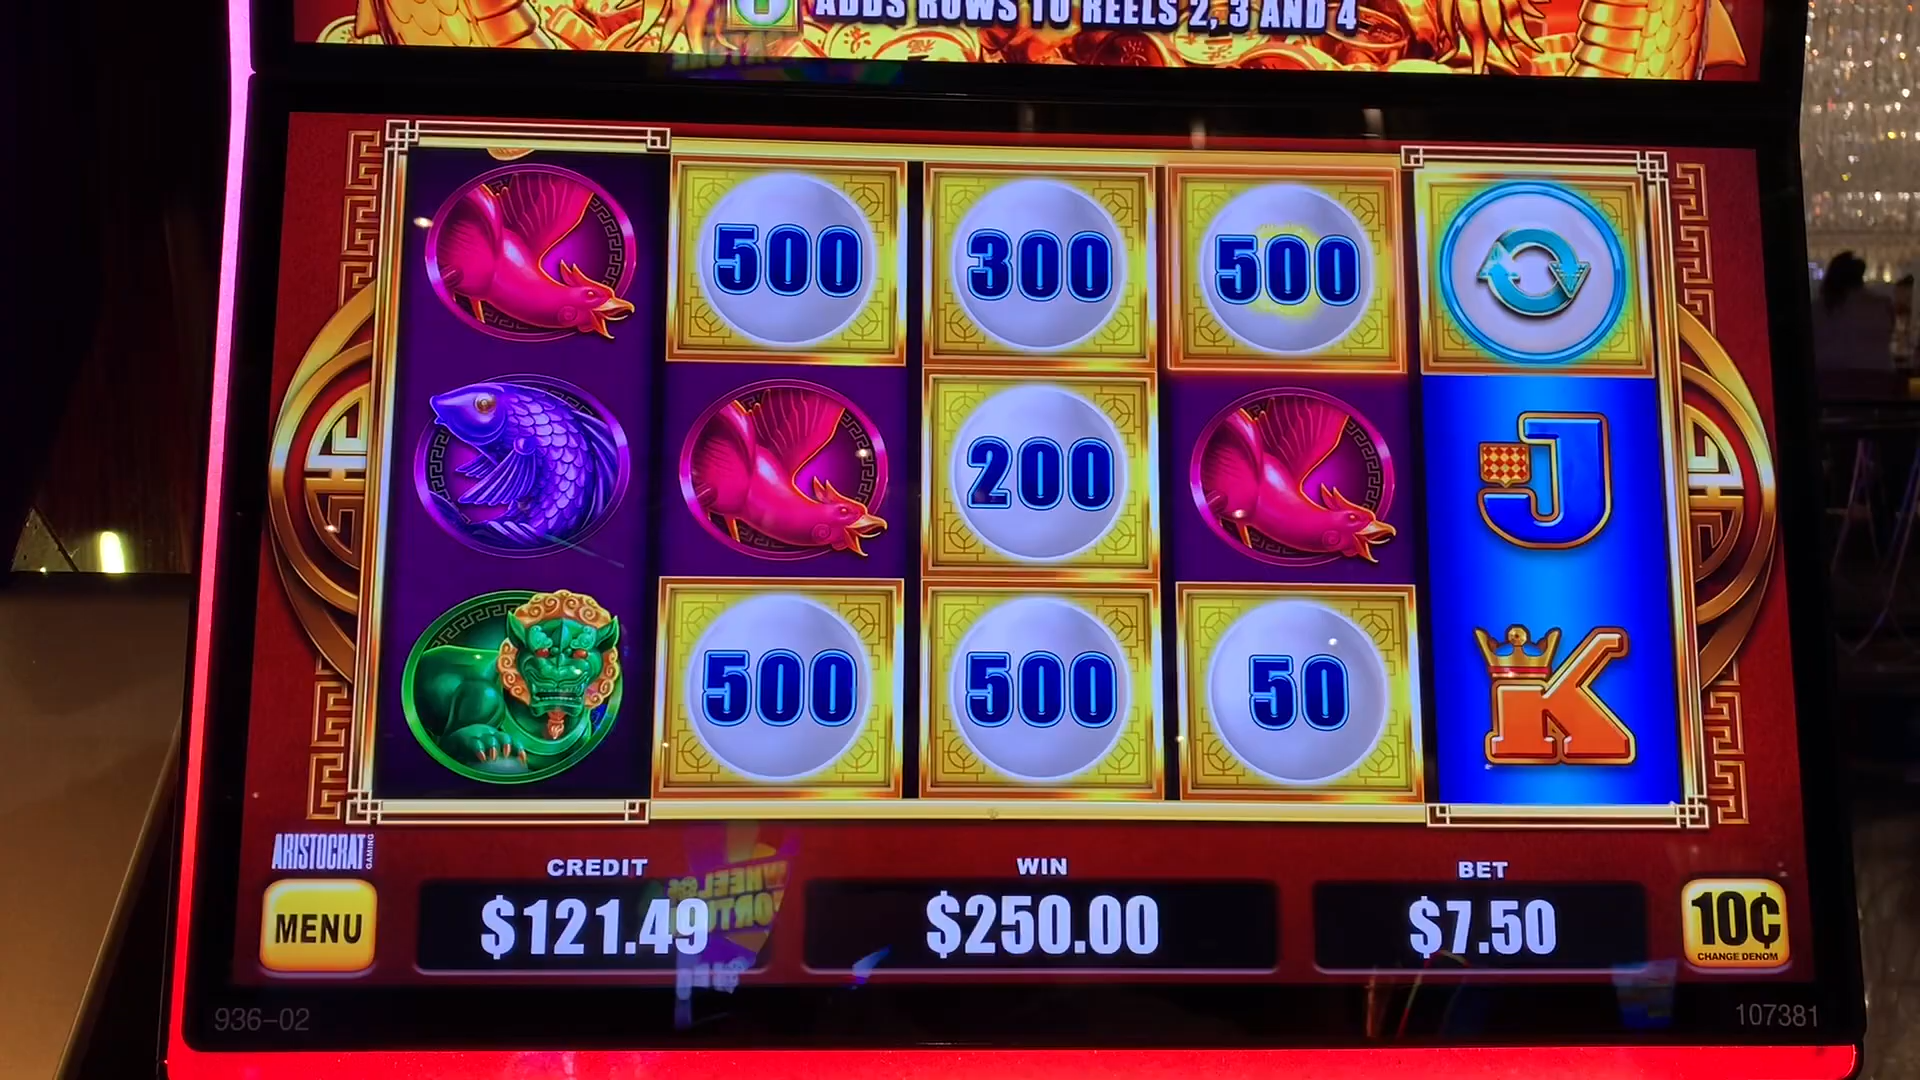 ADDS ROWS TO REELS 2, 3 AND 4
500 300 500
J
200
K
500 500 50
ARISTOCRAT
GAMING
CREDIT WIN BET
MENU $121.49 $250.00 $7.50 10¢
CHANGE DENOM
936-02 107381